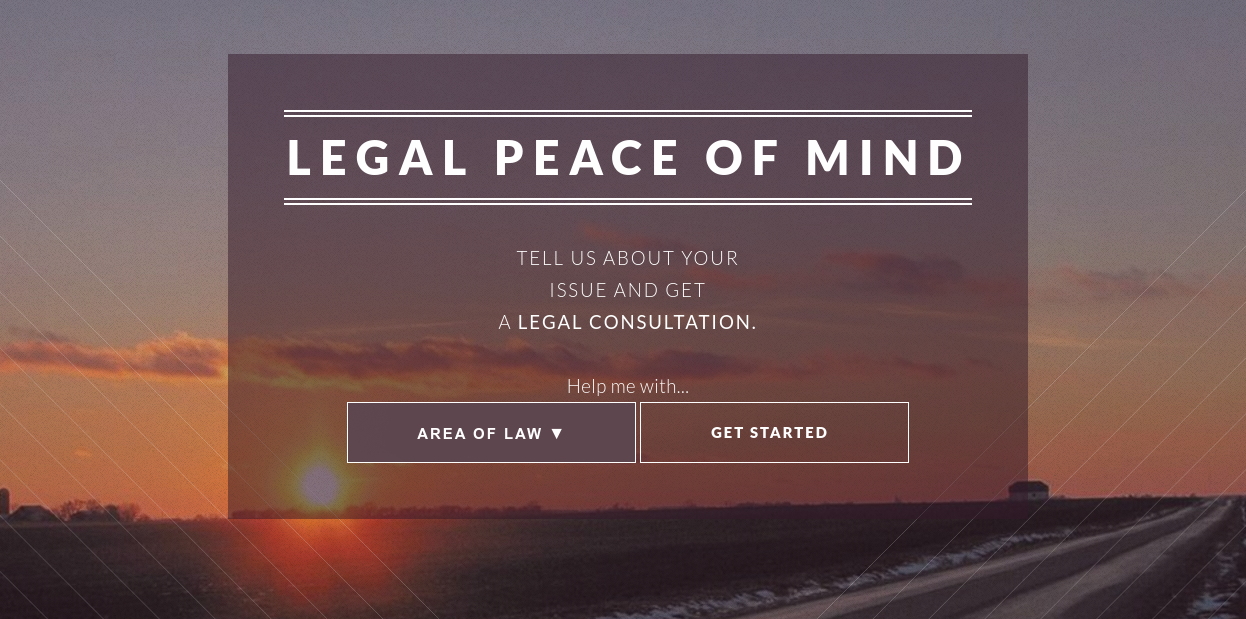 LEGAL PEACE OF MIND
TELL US ABOUT YOUR
ISSUE AND GET
A LEGAL CONSULTATION.
Help me with...
AREA OF LAW ▼
GET STARTED